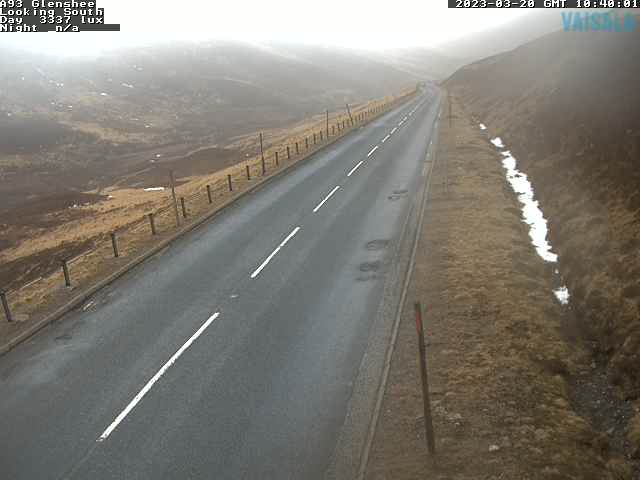 A93 Glenshee
Looking South
Day 3337 lux
Night n/a
2023-03-20 GMT 10:40:01
VAISALA